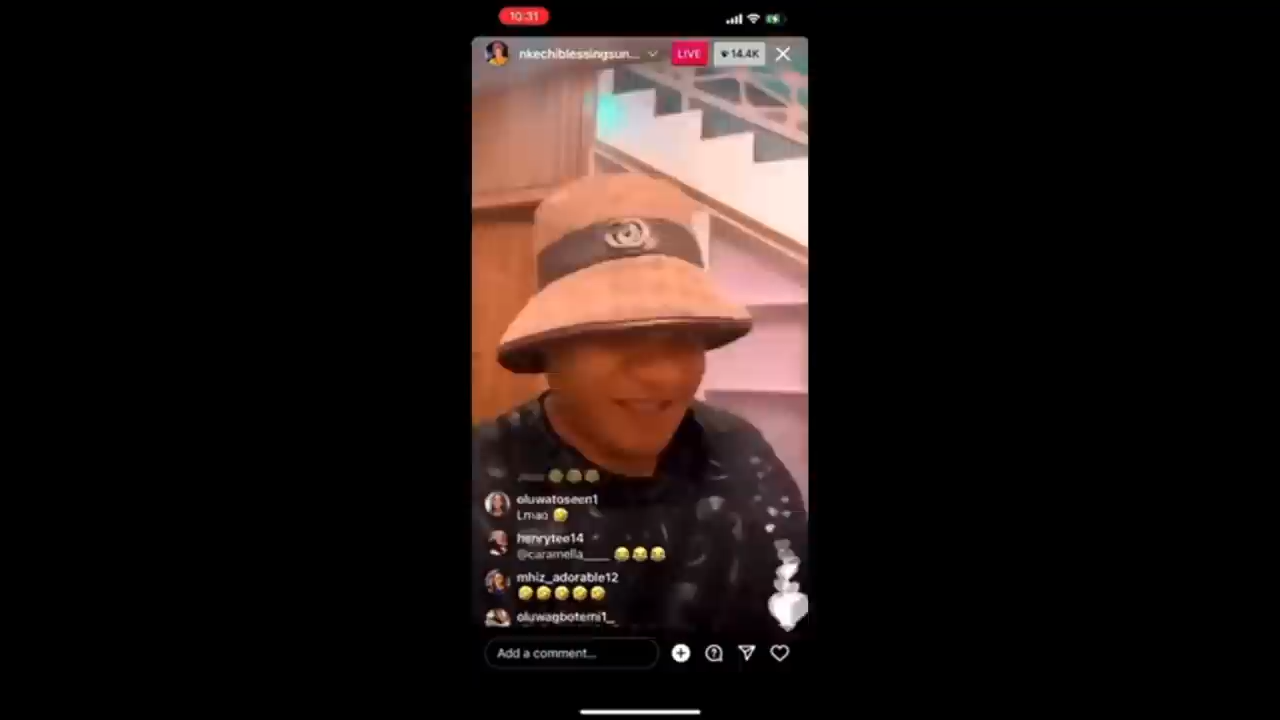 10:31
nkechiblessingsun...
LIVE
14.4K
oluwatoseen1
Lmao 🤣
henrytee14
@caramella____ 😂😂😂
mhiz_adorable12
🤣🤣🤣🤣🤣
oluwagbotemi1_
Add a comment...